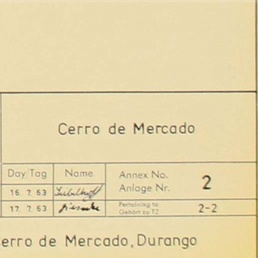 Cerro de Mercado
Day/Tag Name Annex No.
Anlage Nr. 2
16. 7. 63
17. 7. 63 Pertaining to
Gehört zu T2 2-2
erro de Mercado, Durango